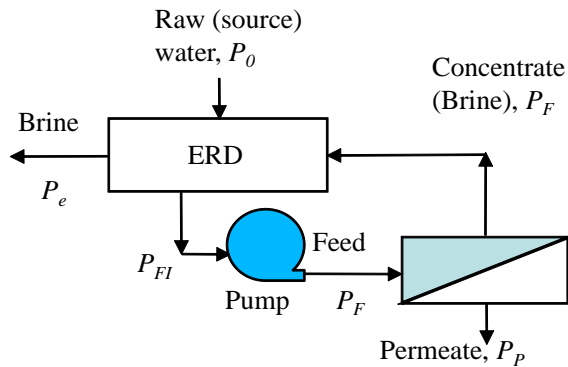 Raw (source)
water, P0
Concentrate
(Brine), PF
Brine
ERD
Pe
Feed
PFI
Pump
PF
Permeate, PP